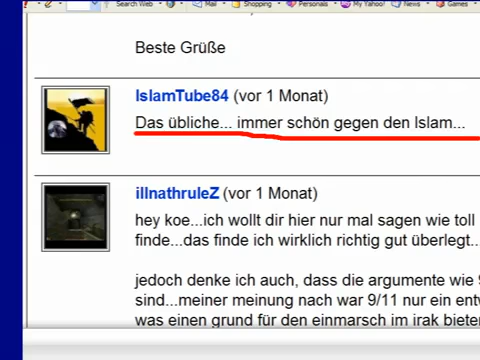 Search Web Mail Shopping Personals My Yahoo! News Games
Beste Grüße
IslamTube84 (vor 1 Monat)
Das übliche... immer schön gegen den Islam...
illnathruleZ (vor 1 Monat)
hey koe...ich wollt dir hier nur mal sagen wie toll
finde...das finde ich wirklich richtig gut überlegt..
jedoch denke ich auch, dass die argumente wie
sind...meiner meinung nach war 9/11 nur ein
was einen grund für den einmarsch im irak